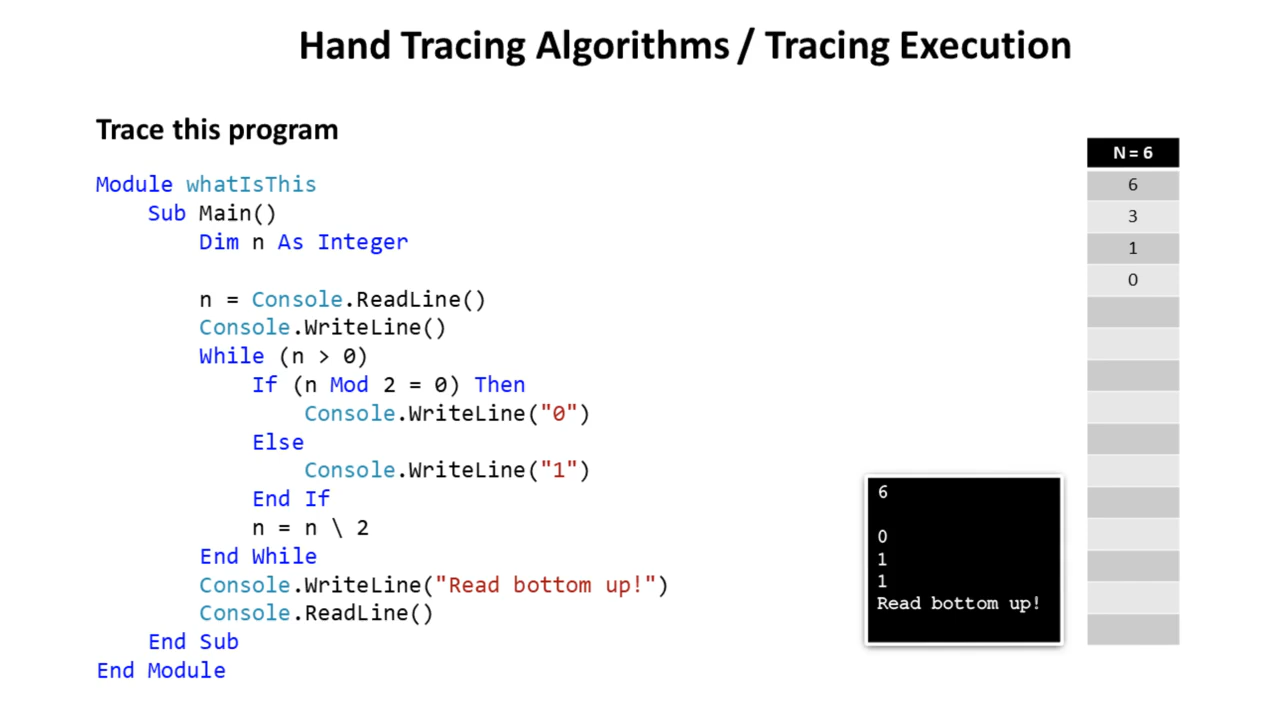 Hand Tracing Algorithms / Tracing Execution
Trace this program
Module whatIsThis
Sub Main()
Dim n As Integer
n = Console.ReadLine()
Console.WriteLine()
While (n > 0)
If (n Mod 2 = 0) Then
Console.WriteLine("0")
Else
Console.WriteLine("1")
End If
n = n \ 2
End While
Console.WriteLine("Read bottom up!")
Console.ReadLine()
End Sub
End Module
6
0
1
1
Read bottom up!
N = 6
6
3
1
0